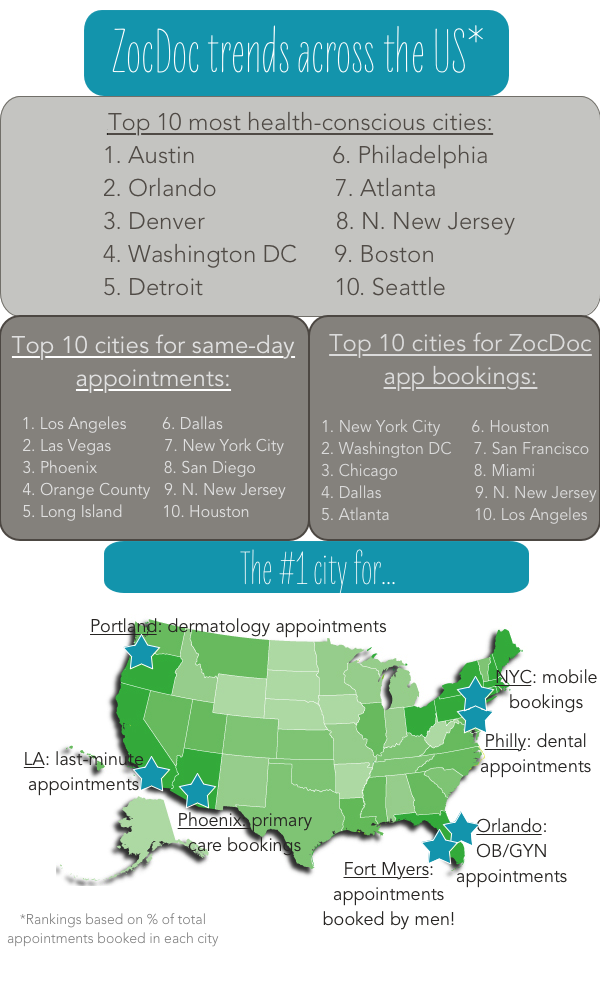 ZocDoc trends across the US*
Top 10 most health-conscious cities:
1. Austin
2. Orlando
3. Denver
4. Washington DC
5. Detroit
6. Philadelphia
7. Atlanta
8. N. New Jersey
9. Boston
10. Seattle
Top 10 cities for same-day
appointments:
1. Los Angeles
2. Las Vegas
3. Phoenix
4. Orange County
5. Long Island
6. Dallas
7. New York City
8. San Diego
9. N. New Jersey
10. Houston
Top 10 cities for ZocDoc
app bookings:
1. New York City
2. Washington DC
3. Chicago
4. Dallas
5. Atlanta
6. Houston
7. San Francisco
8. Miami
9. N. New Jersey
10. Los Angeles
The #1 city for...
Portland: dermatology appointments
NYC: mobile
bookings
Philly: dental
appointments
LA: last-minute
appointments
Phoenix: primary
care bookings
Orlando:
OB/GYN
appointments
Fort Myers:
appointments
booked by men!
*Rankings based on % of total
appointments booked in each city